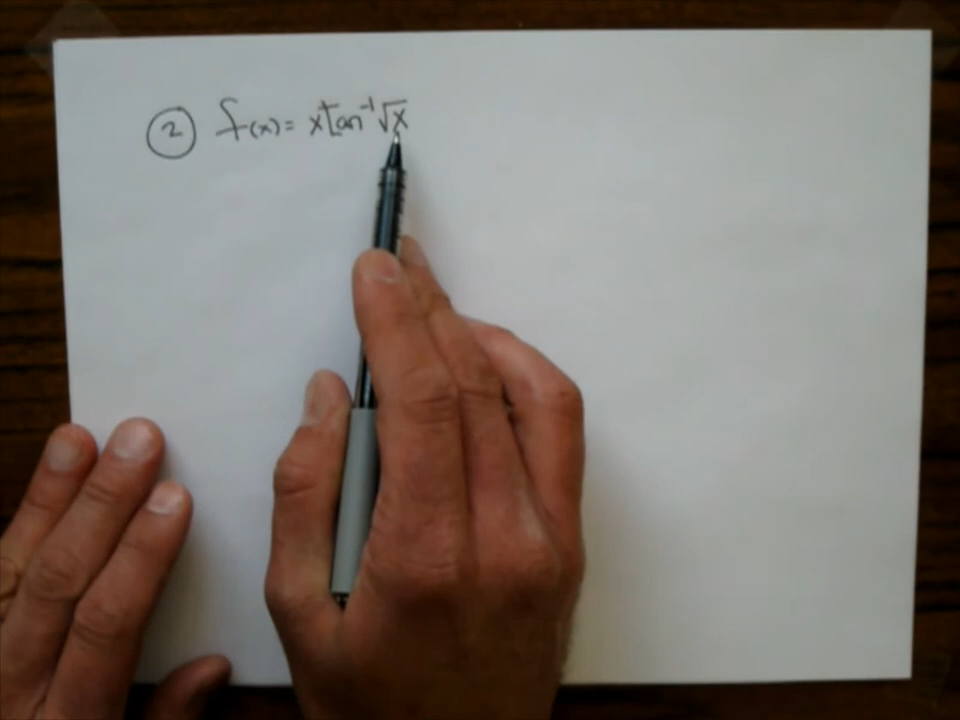 ② f(x) = x tan⁻¹ √x